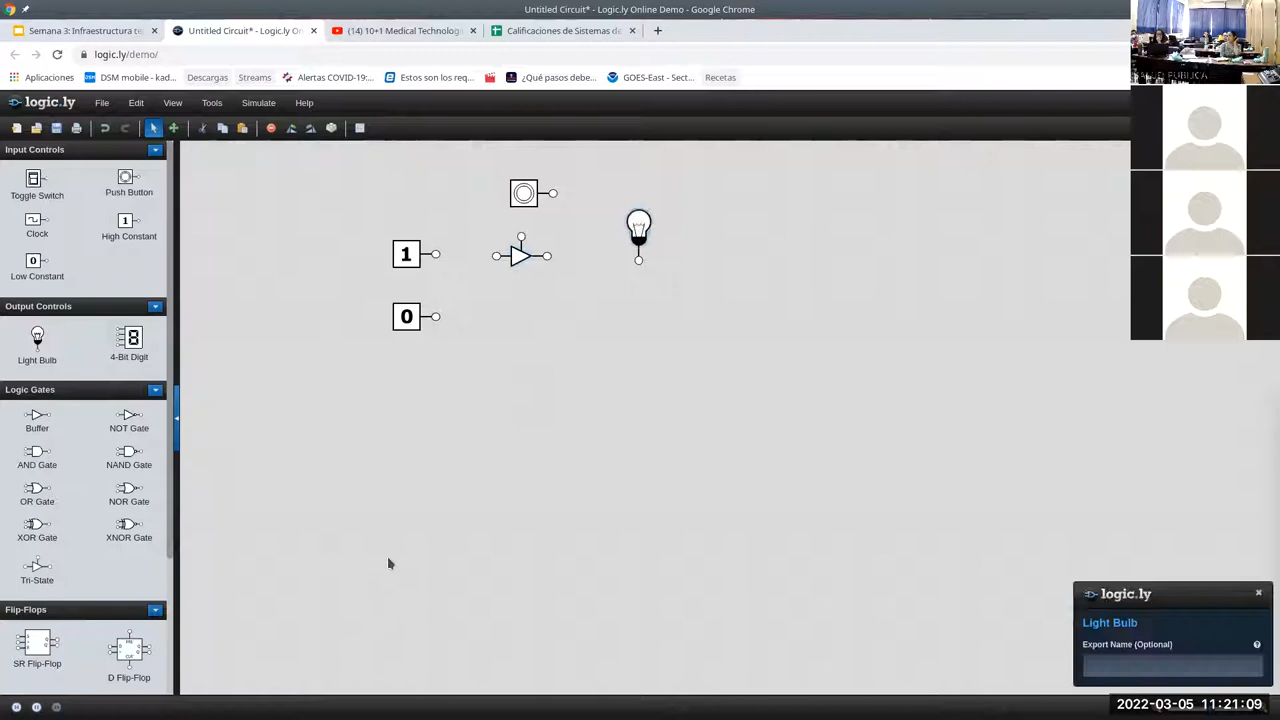 Untitled Circuit* - Logic.ly Online Demo - Google Chrome
Semana 3: Infraestructura te
Untitled Circuit* - Logic.ly On
(14) 10+1 Medical Technolog
Calificaciones de Sistemas de
logic.ly/demo/
Aplicaciones
DSM mobile - kad...
Descargas
Streams
Alertas COVID-19:...
Estos son los req...
¿Qué pasos debe...
GOES-East - Sect...
Recetas
logic.ly
File
Edit
View
Tools
Simulate
Help
Input Controls
Toggle Switch
Push Button
Clock
1
High Constant
0
Low Constant
Output Controls
Light Bulb
8
4-Bit Digit
Logic Gates
Buffer
NOT Gate
AND Gate
NAND Gate
OR Gate
NOR Gate
XOR Gate
XNOR Gate
Tri-State
Flip-Flops
SR Flip-Flop
D Flip-Flop
1
0
logic.ly
Light Bulb
Export Name (Optional)
2022-03-05 11:21:09